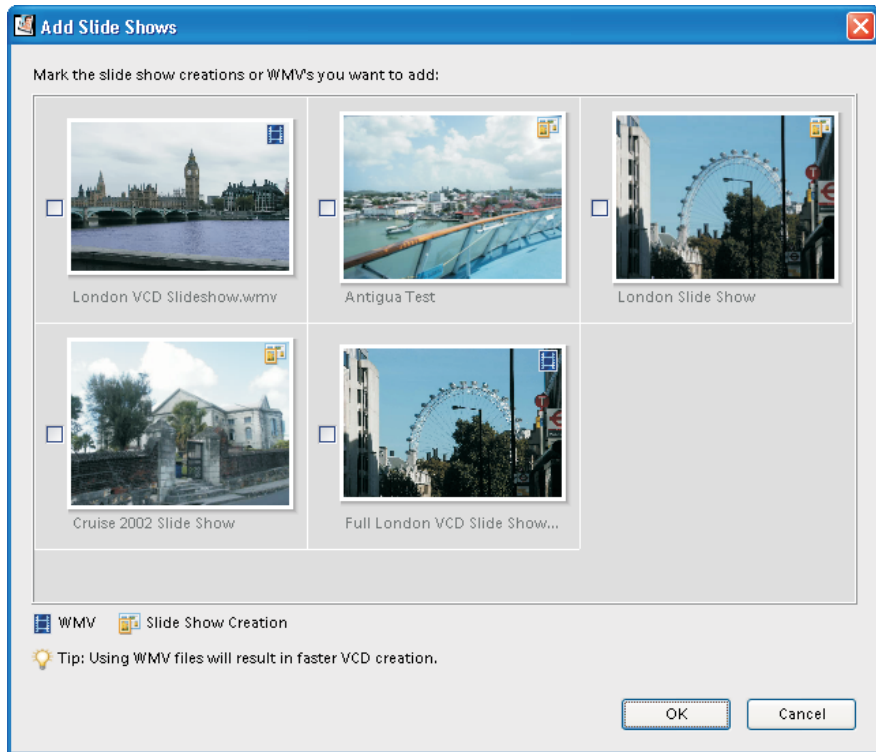 Add Slide Shows
Mark the slide show creations or WMV's you want to add:
London VCD Slideshow.wmv
Antigua Test
London Slide Show
Cruise 2002 Slide Show
Full London VCD Slide Show...
WMV
Slide Show Creation
Tip: Using WMV files will result in faster VCD creation.
OK
Cancel